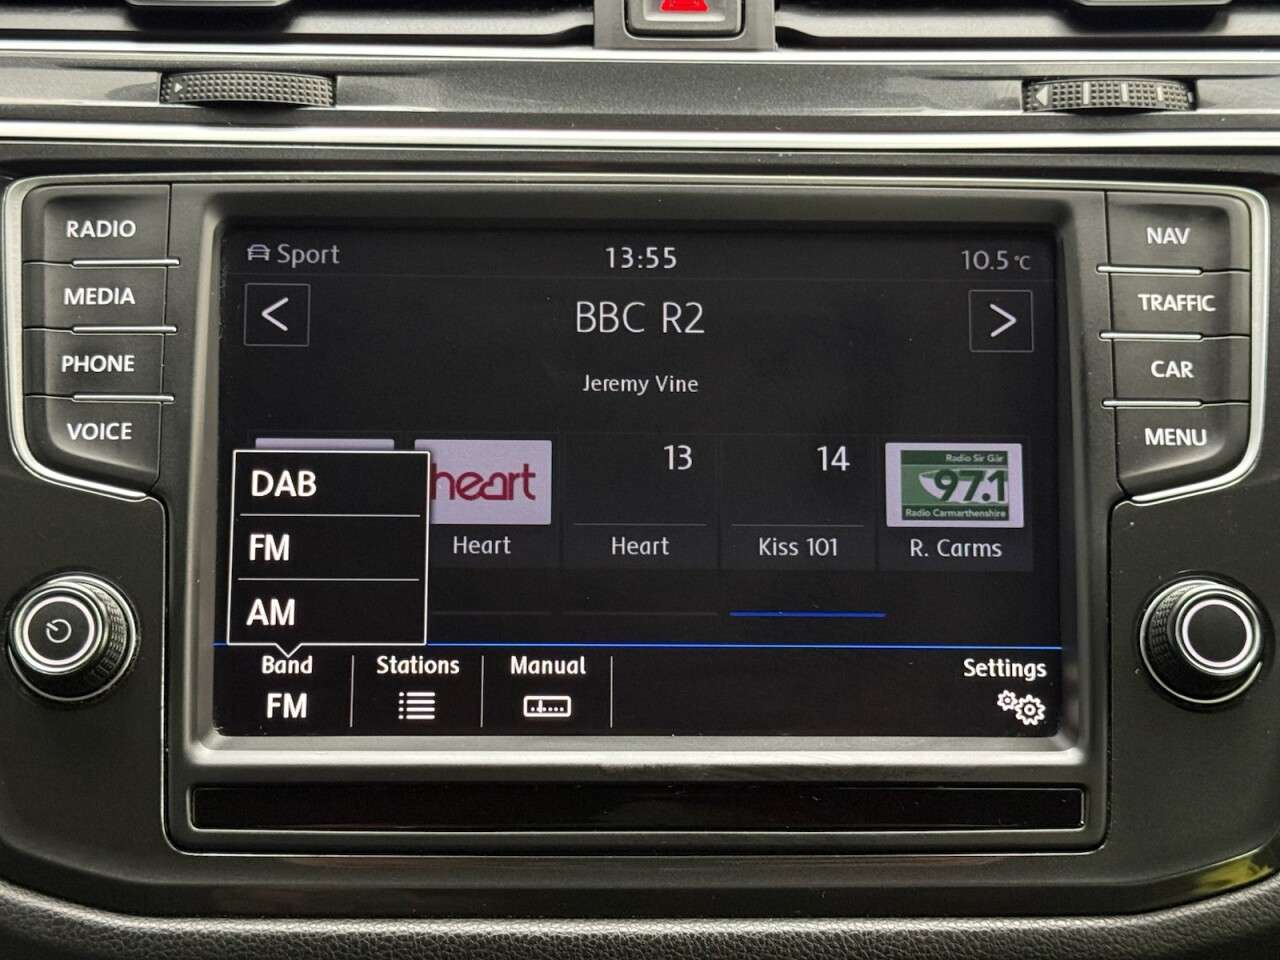 RADIO
MEDIA
PHONE
VOICE
NAV
TRAFFIC
CAR
MENU
Sport
13:55
10.5 °C
<
BBC R2
>
Jeremy Vine
DAB
FM
AM
heart
Heart
13
Heart
14
Kiss 101
Radio Sir Gâr
97.1
Radio Carmarthenshire
R. Carms
Band
FM
Stations
Manual
Settings